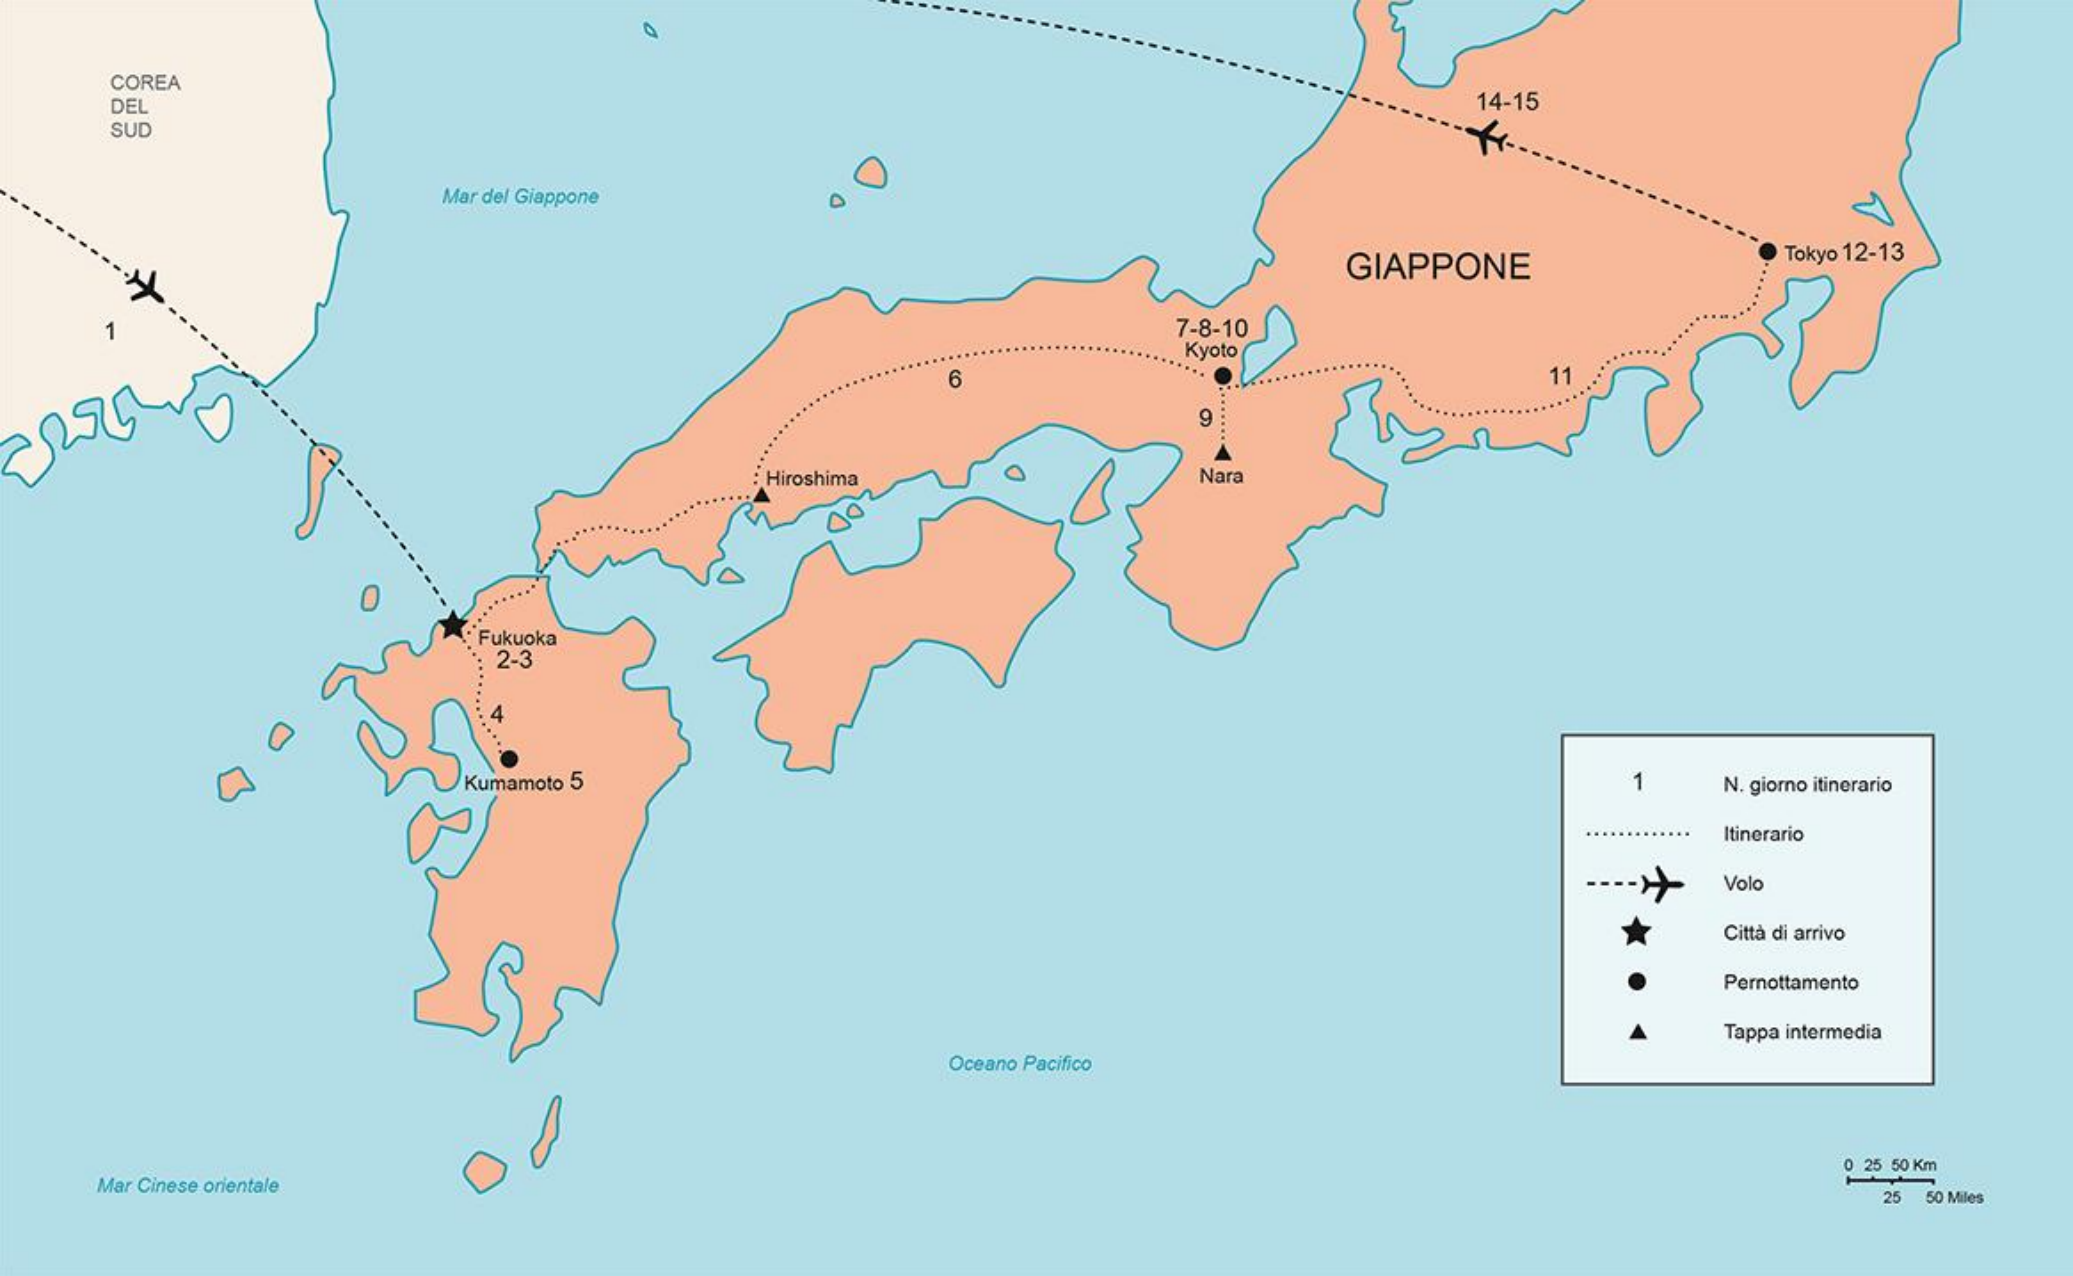 COREA
DEL
SUD
14-15
Mar del Giappone
GIAPPONE
Tokyo 12-13
1
7-8-10
Kyoto
6
11
9
Nara
Hiroshima
Fukuoka
2-3
4
Kumamoto 5
1 N. giorno itinerario
Itinerario
Volo
Città di arrivo
Pernottamento
Tappa intermedia
Oceano Pacifico
Mar Cinese orientale
0 25 50 Km
25 50 Miles